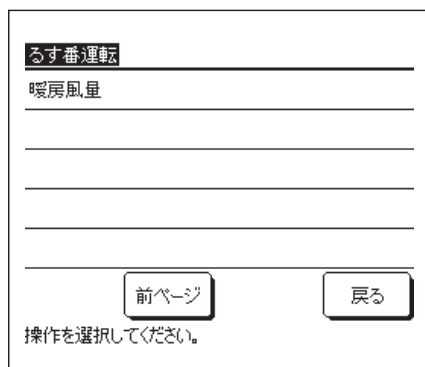 るす番運転
暖房風量
前ページ 戻る
操作を選択してください。